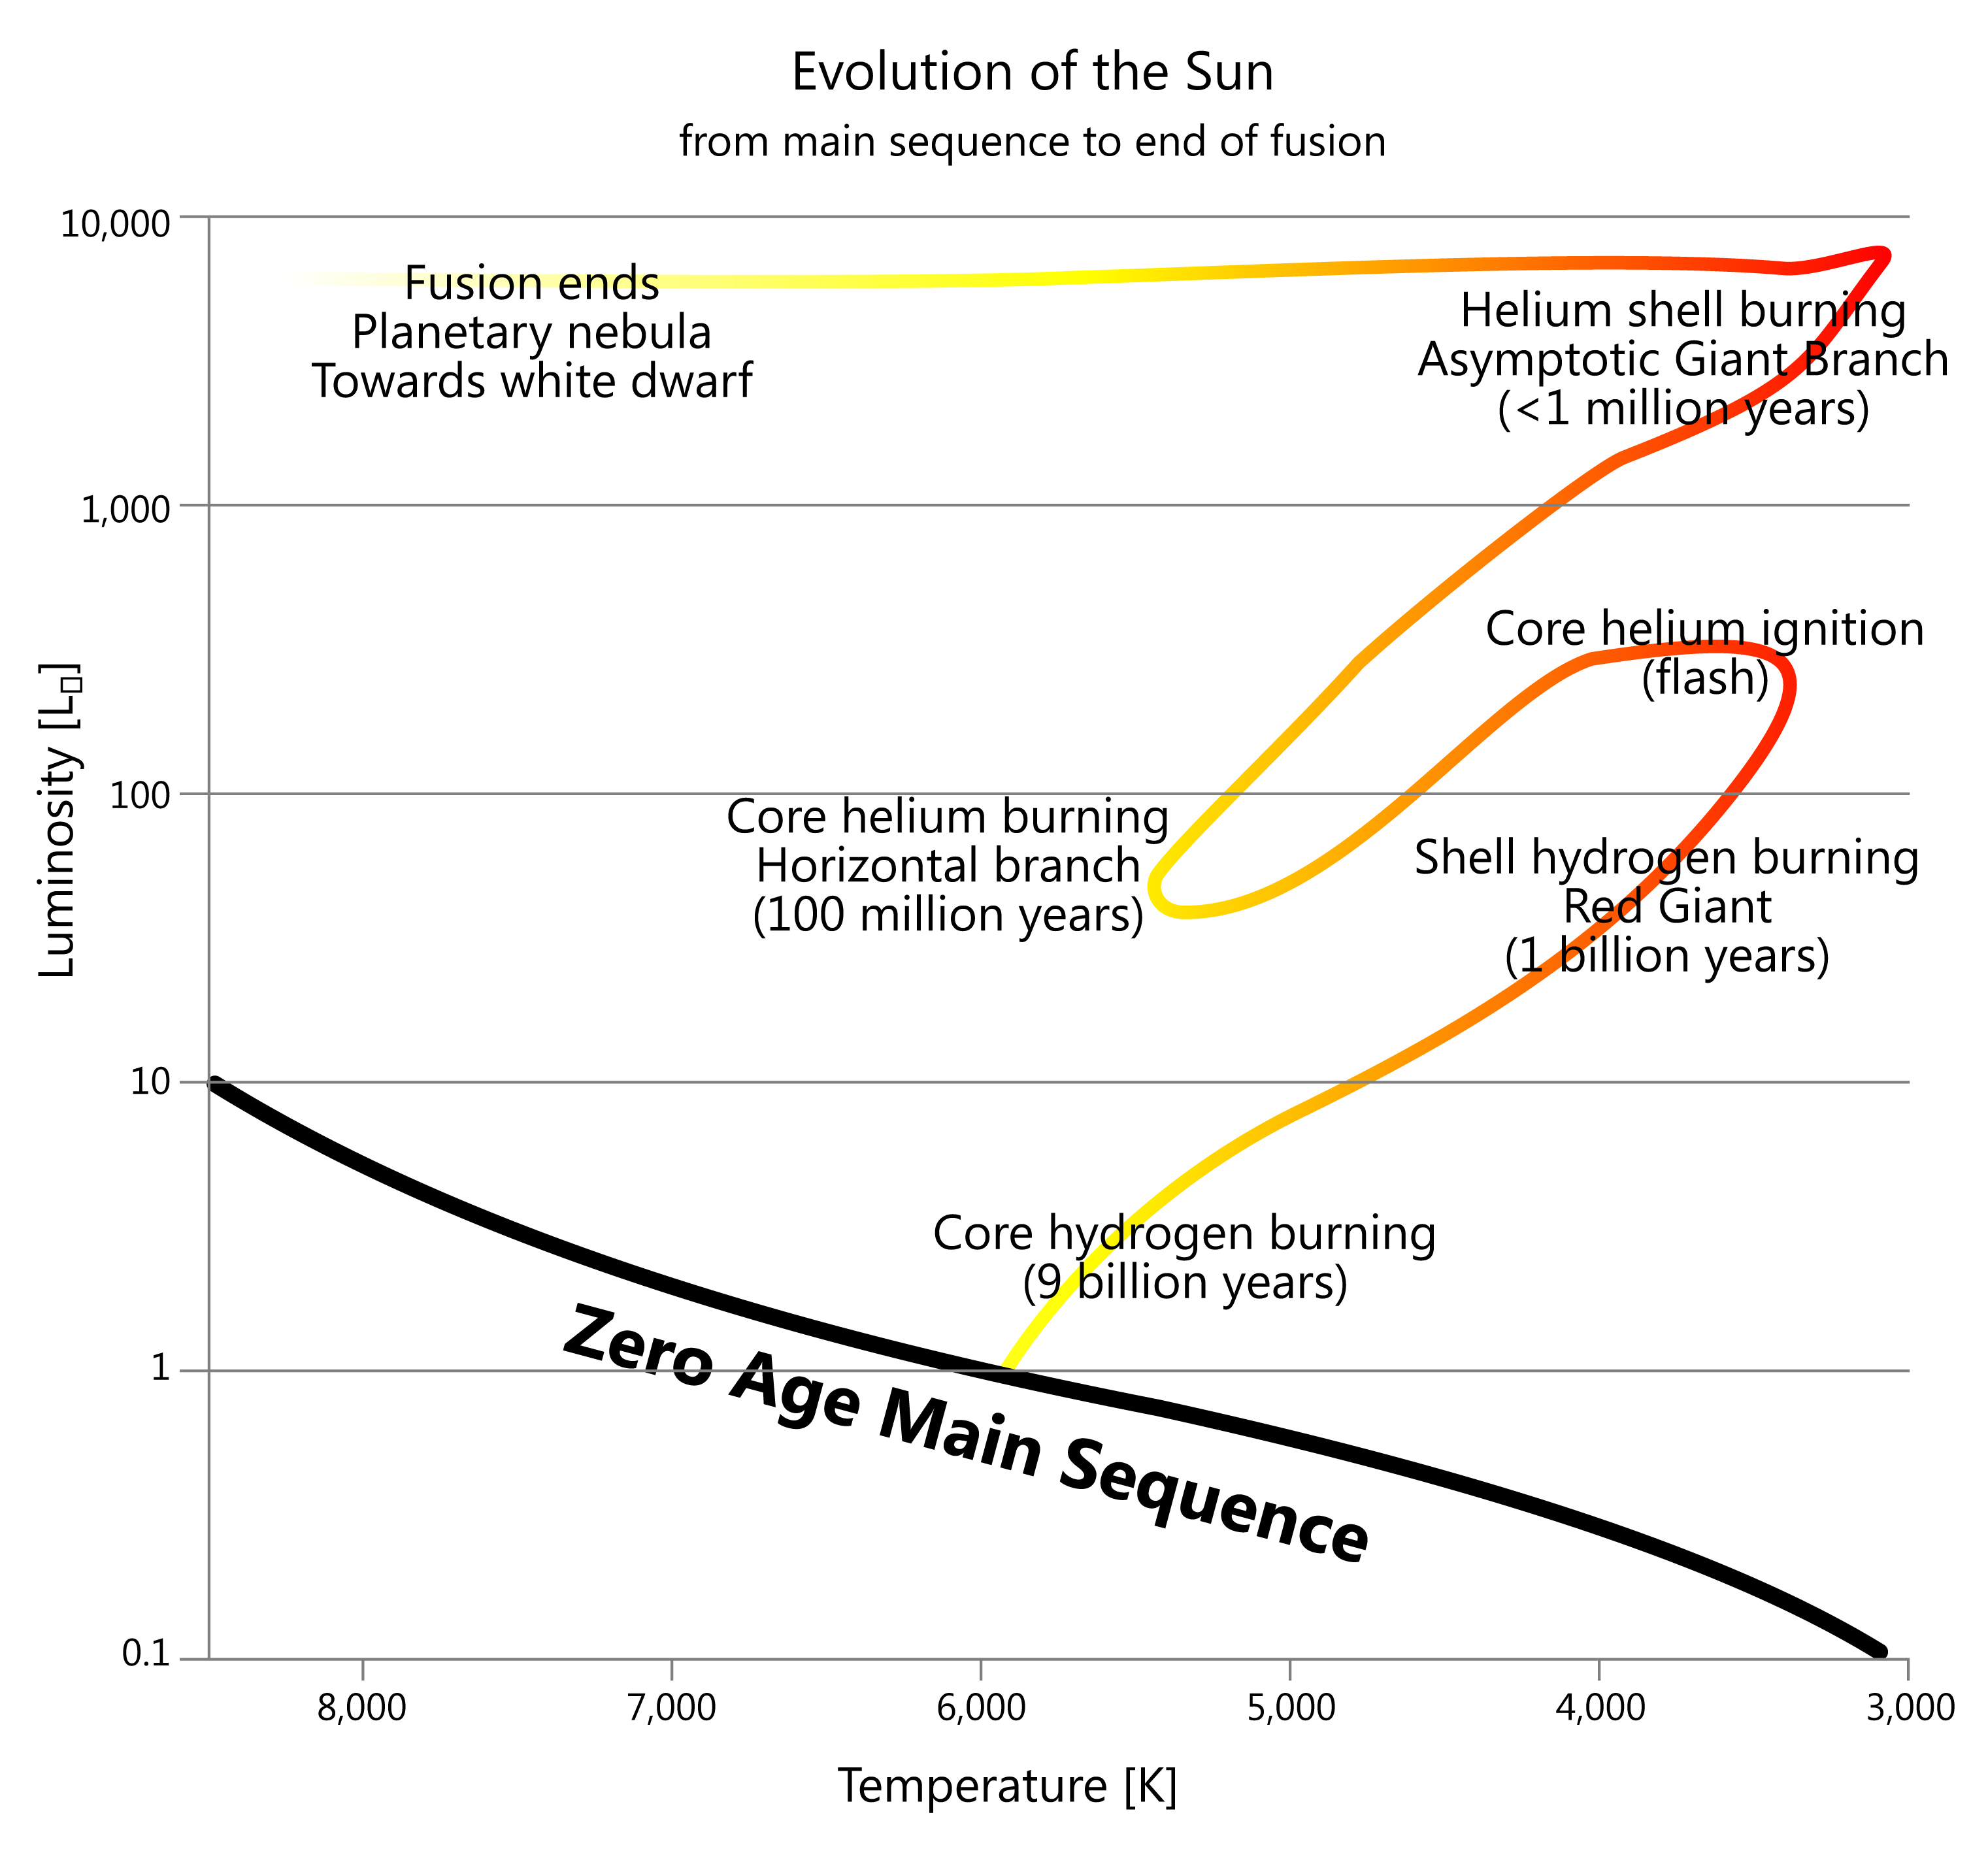 Evolution of the Sun
from main sequence to end of fusion
10,000
Fusion ends
Planetary nebula
Towards white dwarf
Helium shell burning
Asymptotic Giant Branch
(<1 million years)
1,000
Core helium ignition
(flash)
Luminosity [L□]
100
Core helium burning
Horizontal branch
(100 million years)
Shell hydrogen burning
Red Giant
(1 billion years)
10
Core hydrogen burning
(9 billion years)
1
Zero Age Main Sequence
0.1
8,000 7,000 6,000 5,000 4,000 3,000
Temperature [K]